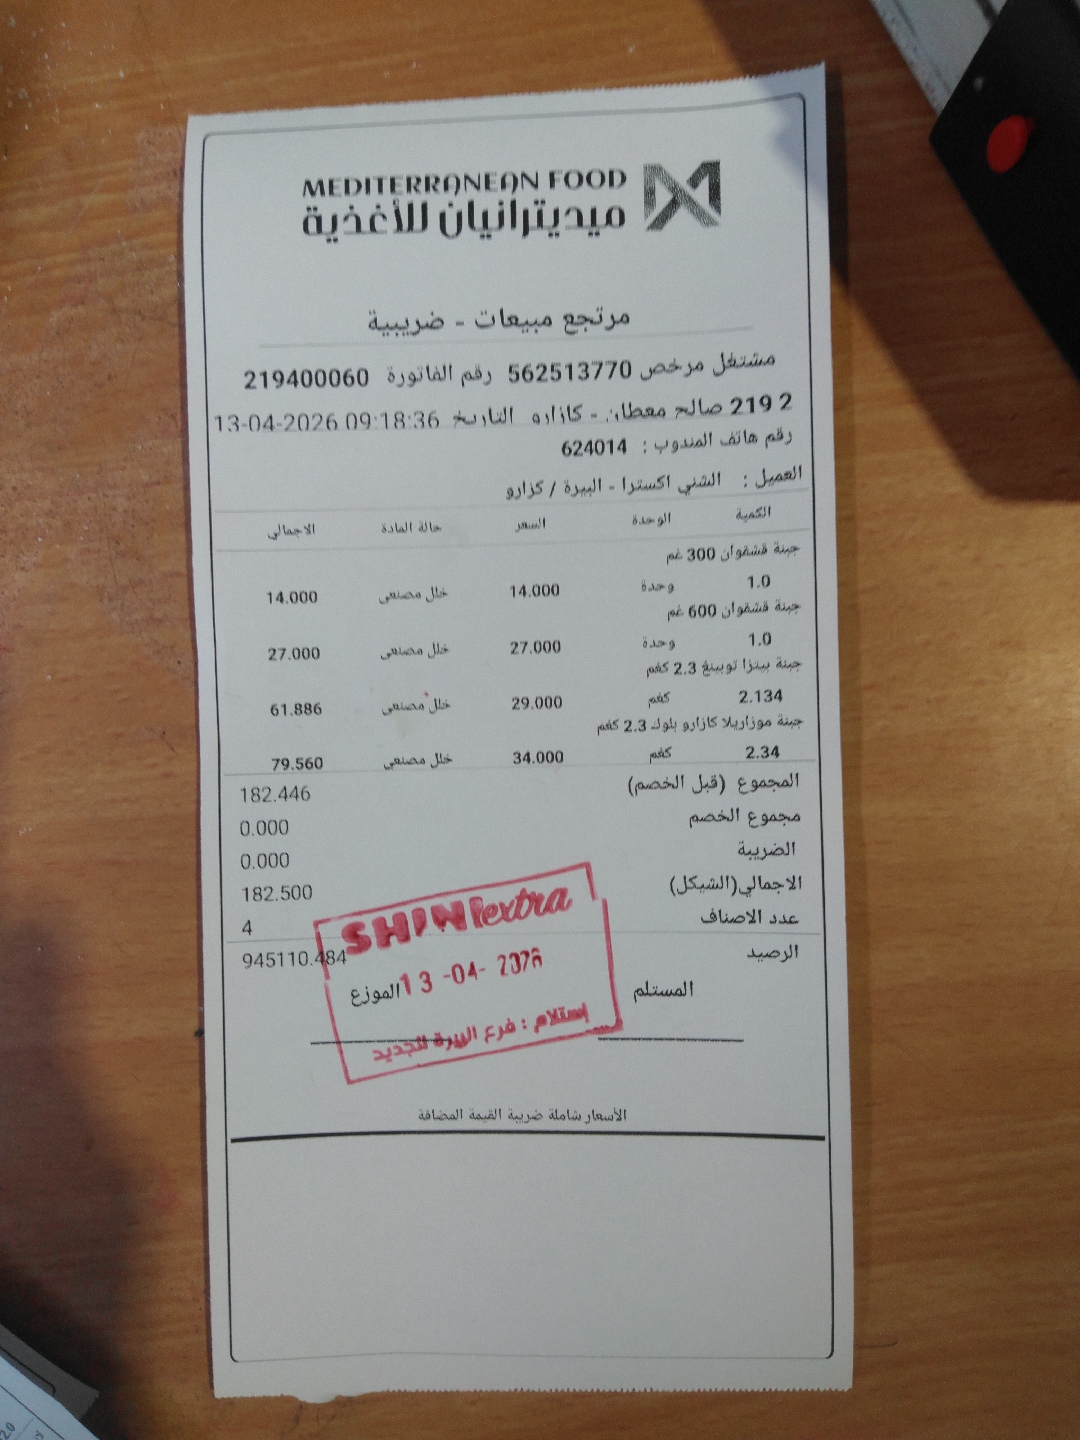 MEDITERRANEAN FOOD
ميديترانيان للأغذية
مرتجع مبيعات - ضريبية
مشتغل مرخص 562513770 رقم الفاتورة 219400060
2 219 صالح معطان - كازارو التاريخ 13-04-2026 09:18:36
رقم هاتف المندوب : 624014
العميل : الشني اكسترا - البيرة / كزارو
الكمية الوحدة السعر حالة المادة الاجمالي
جبنة قشقوان 300 غم
1.0 وحدة 14.000 خلل مصنعي 14.000
جبنة قشقوان 600 غم
1.0 وحدة 27.000 خلل مصنعي 27.000
جبنة بيتزا توبينغ 2.3 كغم
2.134 كغم 29.000 خلل مصنعي 61.886
جبنة موزاريلا كازارو بلوك 2.3 كغم
2.34 كغم 34.000 خلل مصنعي 79.560
المجموع (قبل الخصم) 182.446
مجموع الخصم 0.000
الضريبة 0.000
الاجمالي(الشيكل) 182.500
عدد الاصناف 4
الرصيد 945110.484
المستلم الموزع
SHINI extra
13-04-2026
إستلام : فرع البيرة الجديد
الأسعار شاملة ضريبة القيمة المضافة